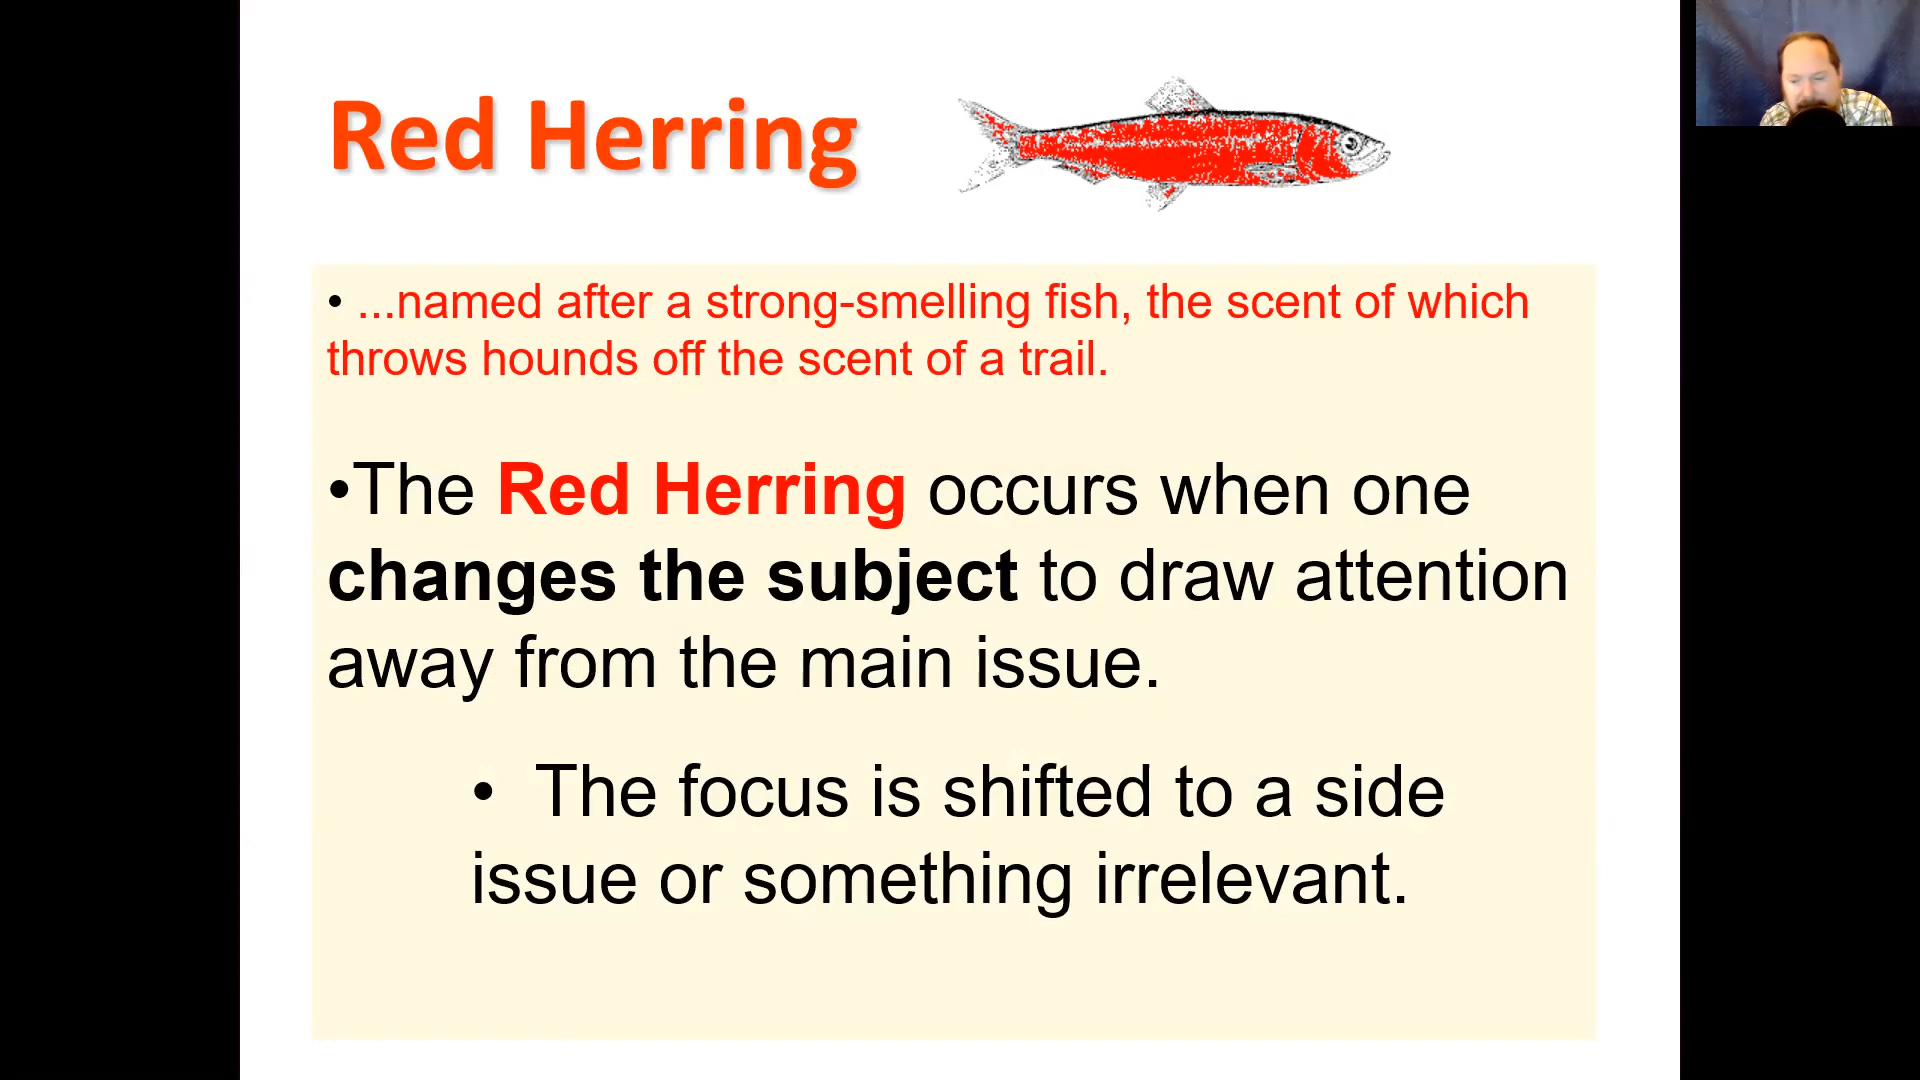 Red Herring
• ...named after a strong-smelling fish, the scent of which
throws hounds off the scent of a trail.
•The Red Herring occurs when one
changes the subject to draw attention
away from the main issue.
• The focus is shifted to a side
issue or something irrelevant.